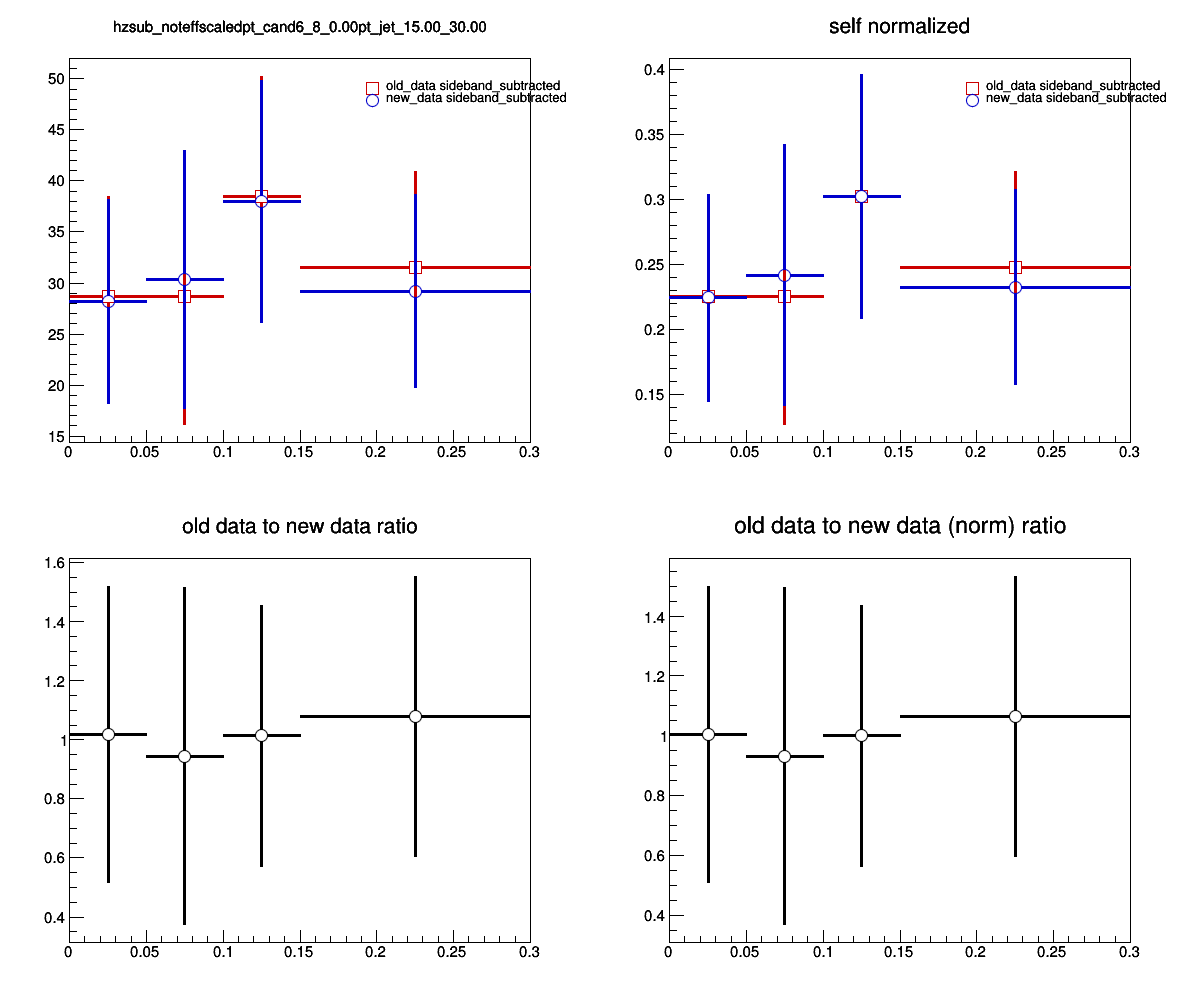 hzsub_noteffscaledpt_cand6_8_0.00pt_jet_15.00_30.00
50
45
40
35
30
25
20
15
0 0.05 0.1 0.15 0.2 0.25 0.3
old_data sideband_subtracted
new_data sideband_subtracted
self normalized
0.4
0.35
0.3
0.25
0.2
0.15
0 0.05 0.1 0.15 0.2 0.25 0.3
old_data sideband_subtracted
new_data sideband_subtracted
old data to new data ratio
1.6
1.4
1.2
1
0.8
0.6
0.4
0 0.05 0.1 0.15 0.2 0.25 0.3
old data to new data (norm) ratio
1.4
1.2
1
0.8
0.6
0.4
0 0.05 0.1 0.15 0.2 0.25 0.3